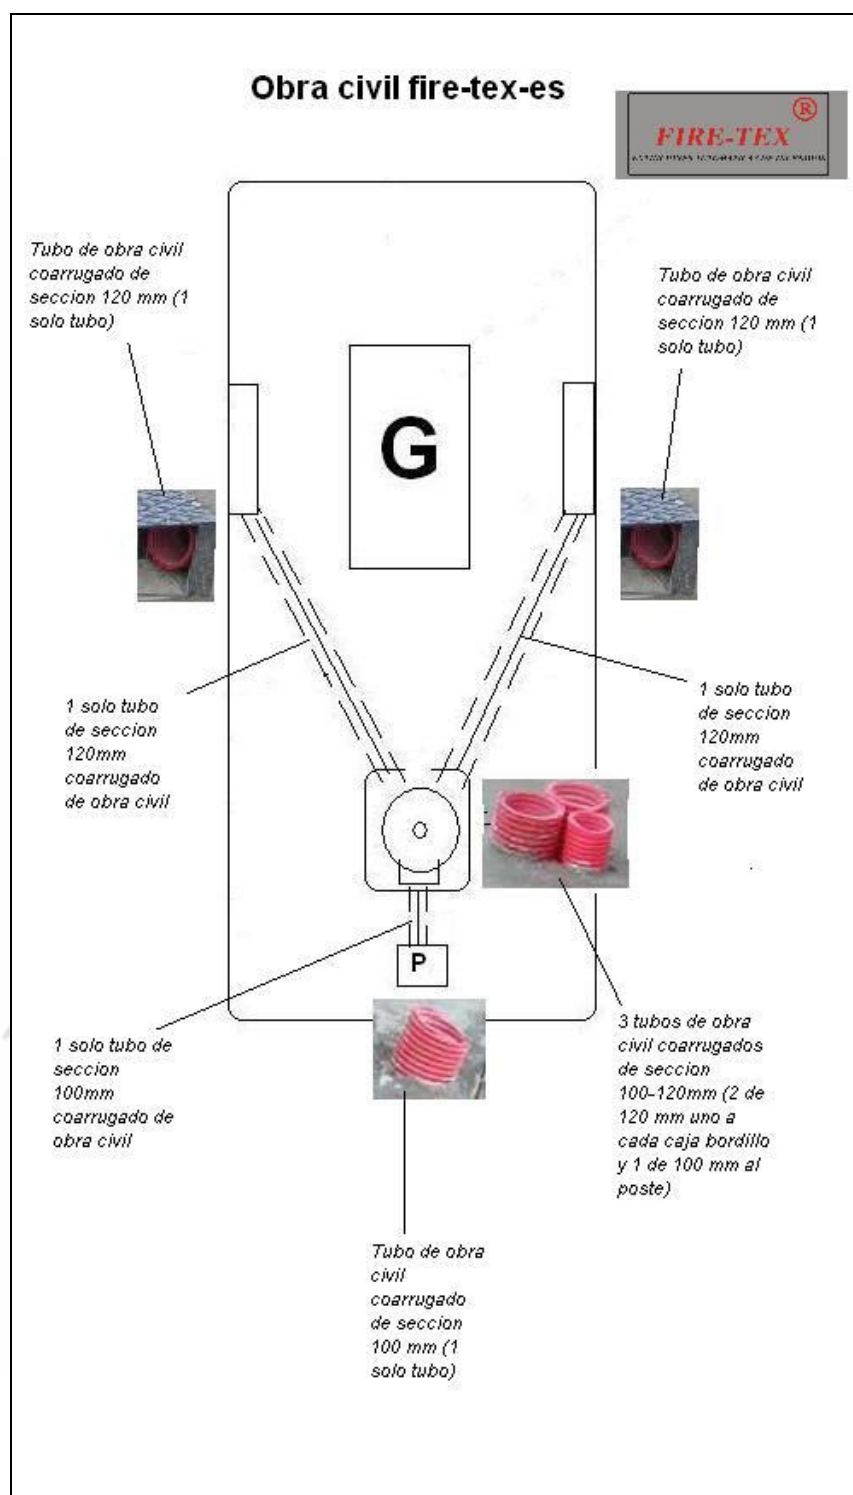 Obra civil fire-tex-es
®
FIRE-TEX
Tubo de obra civil
coarrugado de
seccion 120 mm (1
solo tubo)
Tubo de obra civil
coarrugado de
seccion 120 mm (1
solo tubo)
G
1 solo tubo
de seccion
120mm
coarrugado
de obra civil
1 solo tubo
de seccion
120mm
coarrugado
de obra civil
P
1 solo tubo de
seccion
100mm
coarrugado de
obra civil
3 tubos de obra
civil coarrugados
de seccion
100-120mm (2 de
120 mm uno a
cada caja bordillo
y 1 de 100 mm al
poste)
Tubo de obra
civil
coarrugado
de seccion
100 mm (1
solo tubo)